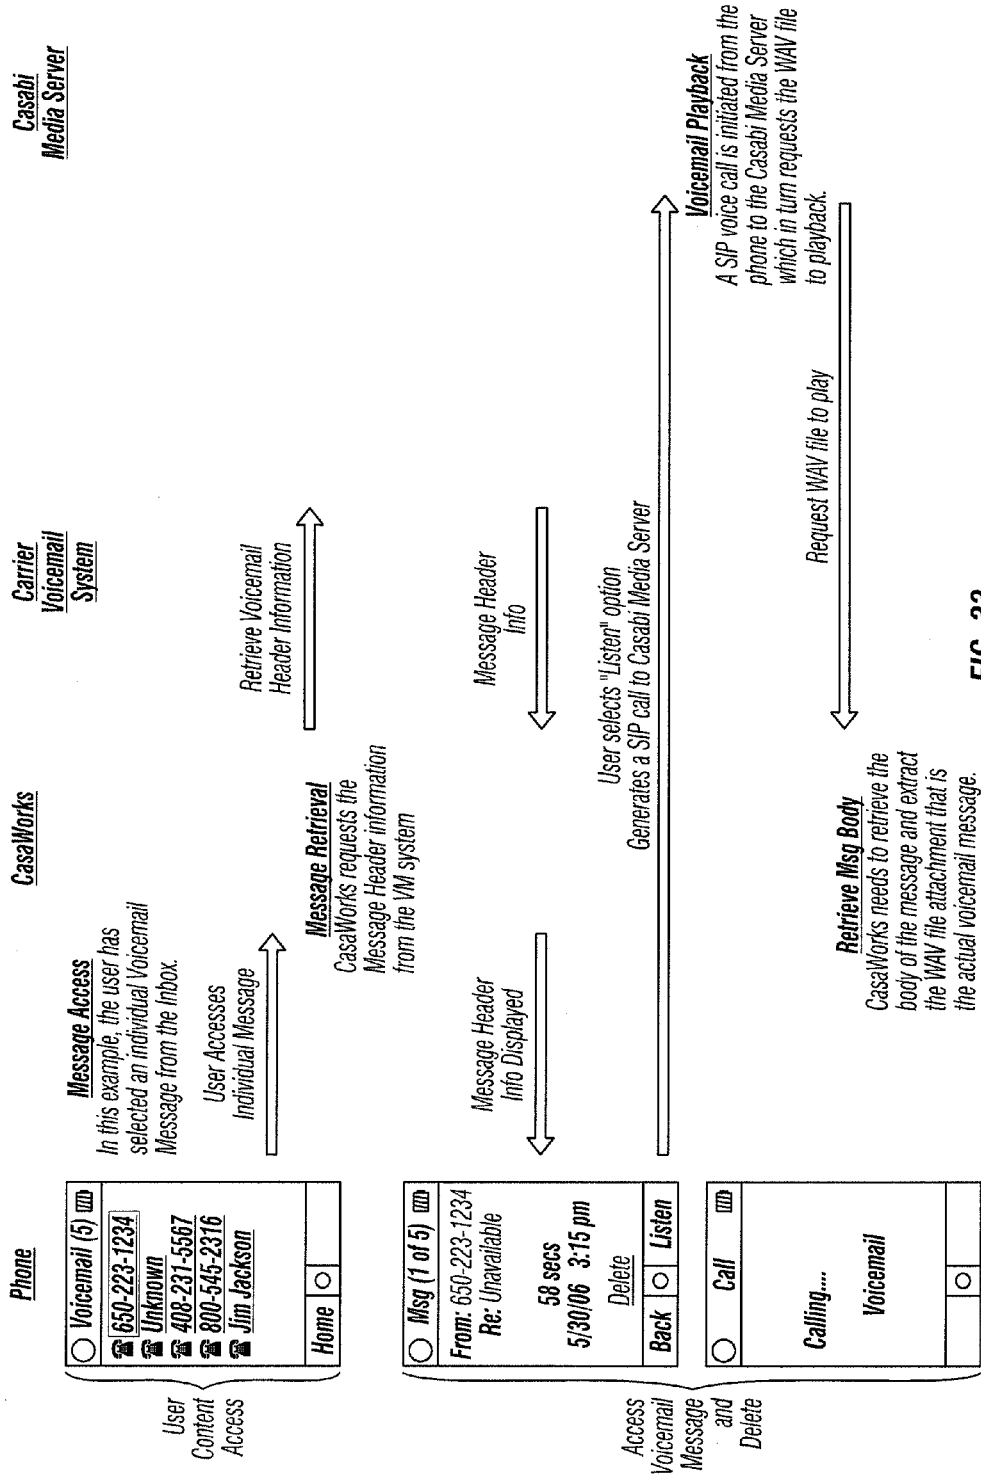 Phone
CasaWorks
Carrier
Voicemail
System
Casabi
Media Server
User
Content
Access
Voicemail (5)
650-223-1234
Unknown
408-231-5567
800-545-2316
Jim Jackson
Home
Message Access
In this example, the user has
selected an individual Voicemail
Message from the Inbox.
User Accesses
Individual Message
Message Retrieval
CasaWorks requests the
Message Header information
from the VM system
Retrieve Voicemail
Header Information
Access
Voicemail
Message
and
Delete
Msg (1 of 5)
From: 650-223-1234
Re: Unavailable
58 secs
5/30/06 3:15 pm
Delete
Back Listen
Message Header
Info Displayed
Message Header
Info
User selects "Listen" option
Generates a SIP call to Casabi Media Server
Voicemail Playback
A SIP voice call is initiated from the
phone to the Casabi Media Server
which in turn requests the WAV file
to playback.
Call
Calling....
Voicemail
Request WAV file to play
Retrieve Msg Body
CasaWorks needs to retrieve the
body of the message and extract
the WAV file attachment that is
the actual voicemail message.